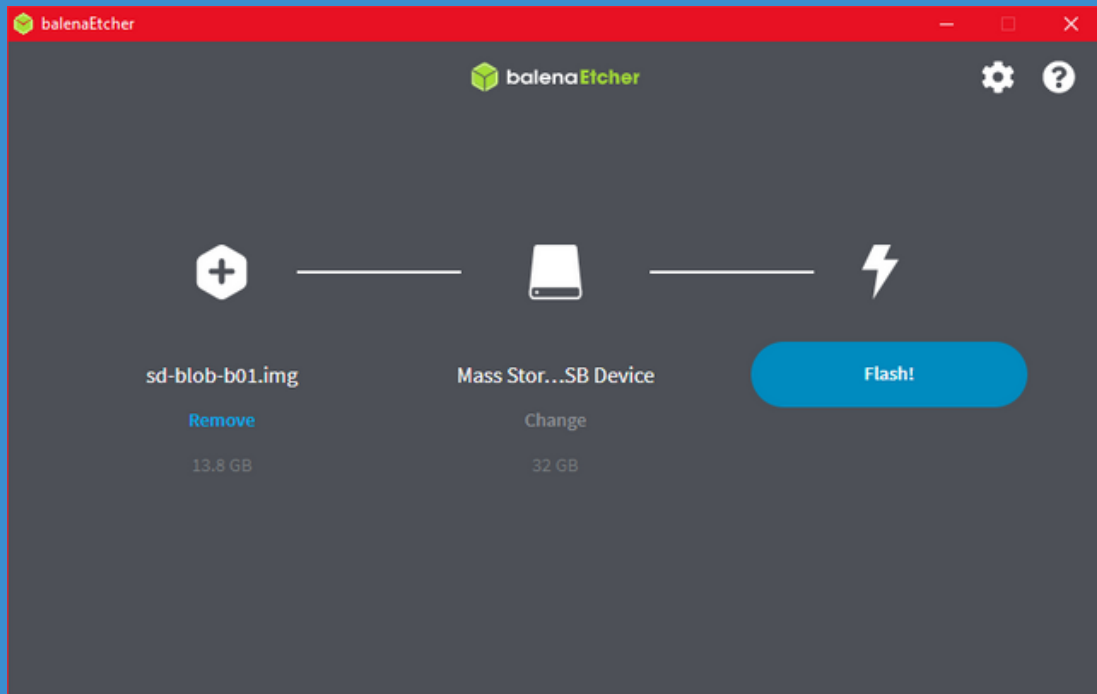 balenaEtcher
balenaEtcher
sd-blob-b01.img
Mass Stor...SB Device
Flash!
Remove
Change
13.8 GB
32 GB